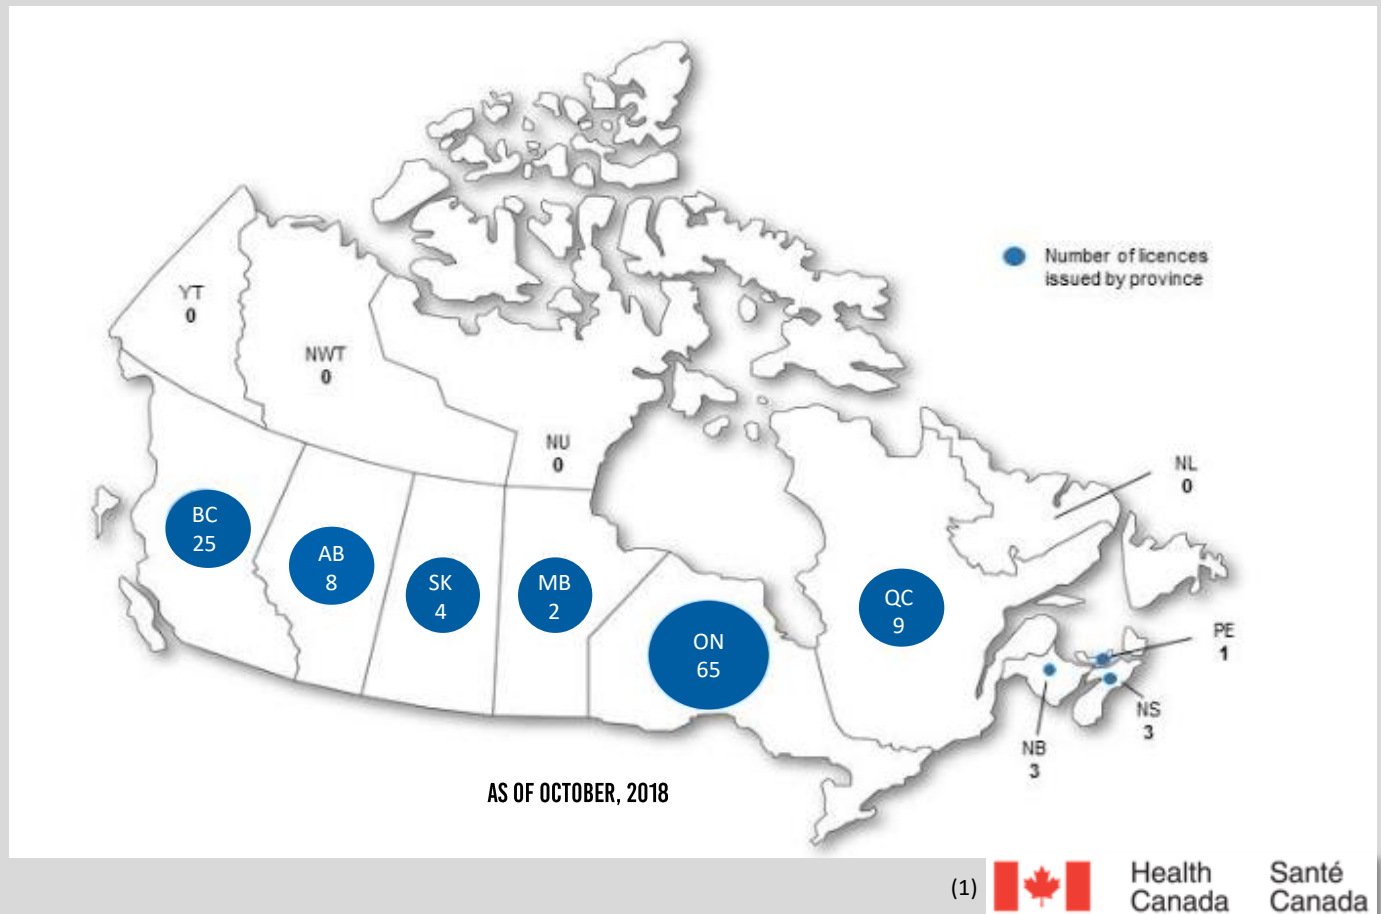 Number of licences
issued by province
YT
0
NWT
0
NU
0
NL
0
BC
25
AB
8
SK
4
MB
2
ON
65
QC
9
PE
1
NS
3
NB
3
AS OF OCTOBER, 2018
(1)
Health
Canada
Santé
Canada